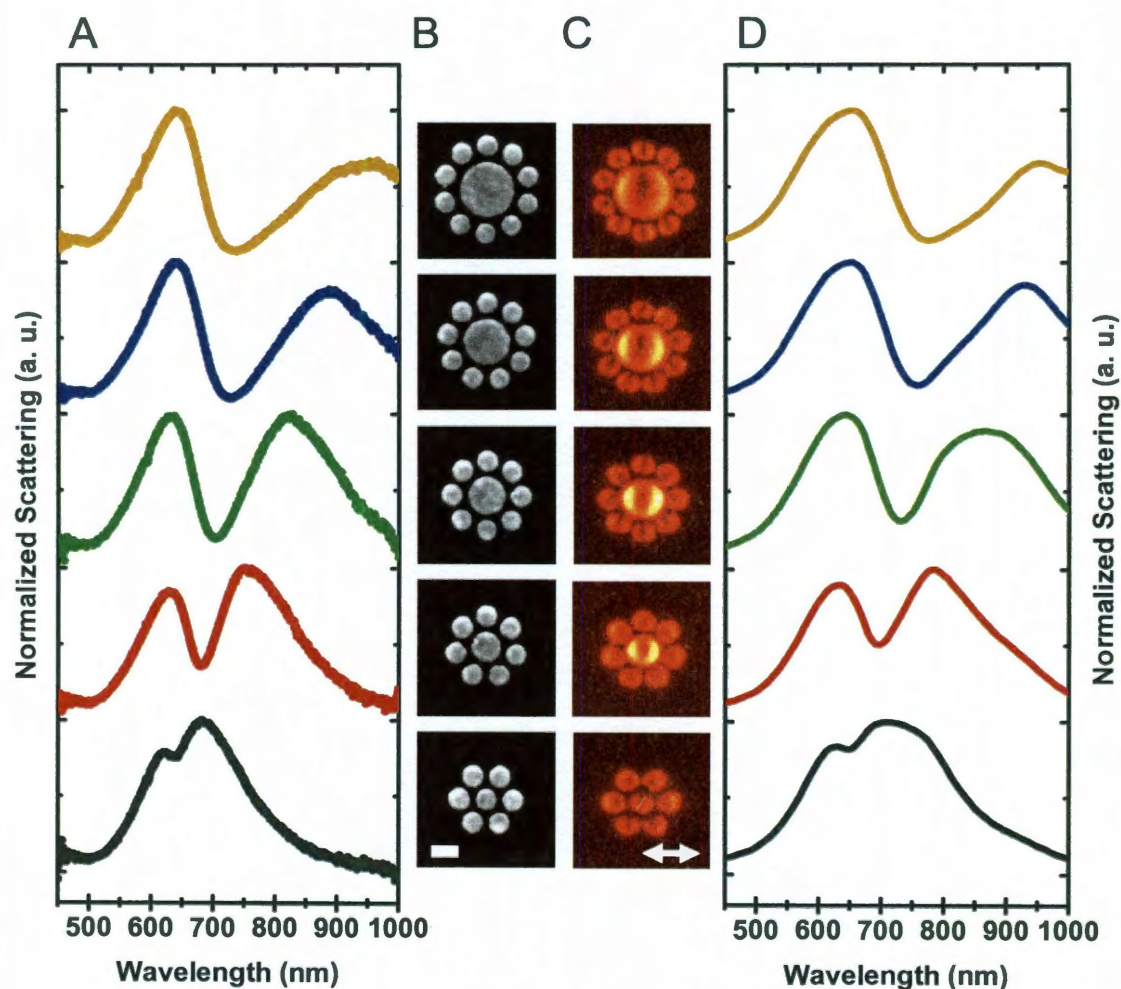 A
B
C
D
Normalized Scattering (a. u.)
Normalized Scattering (a. u.)
500 600 700 800 900 1000
500 600 700 800 900 1000
Wavelength (nm)
Wavelength (nm)